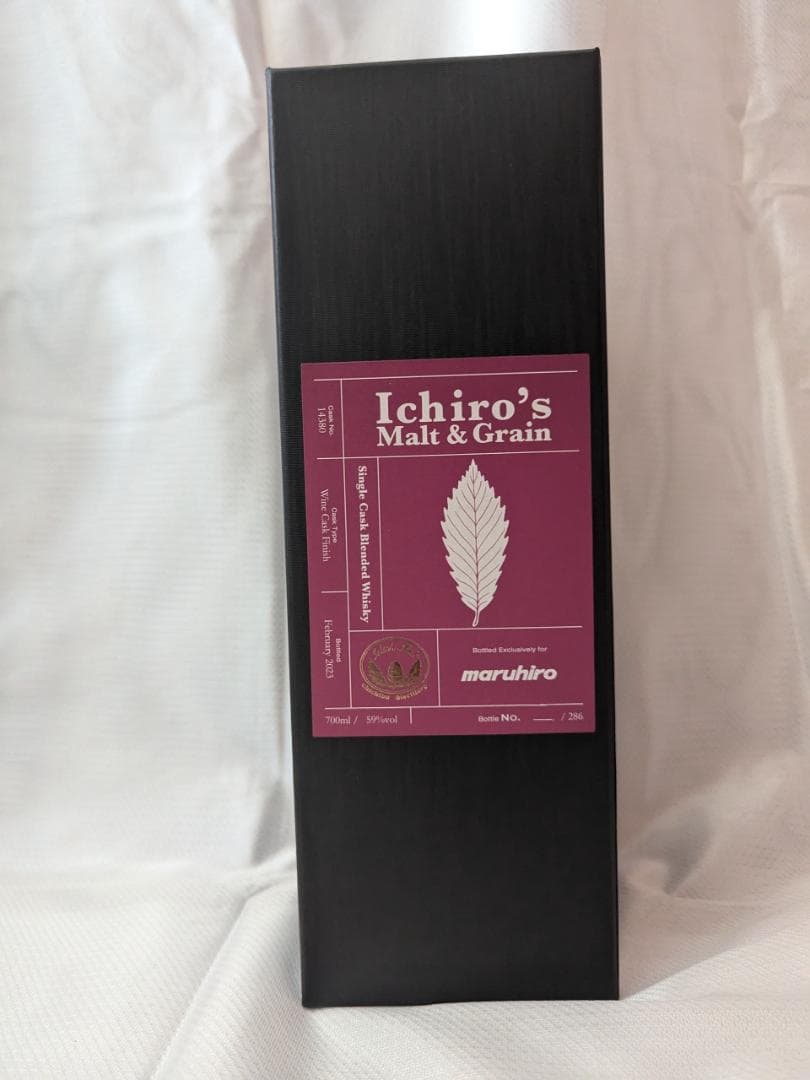 Ichiro's
Malt & Grain
Cask No.
14380
Single Cask Blended Whisky
Cask Type
Wine Cask Finish
Bottled
February 2023
Chichibu Distillery
Bottled Exclusively for
maruhiro
700ml / 59%vol
Bottle No. ___ / 286